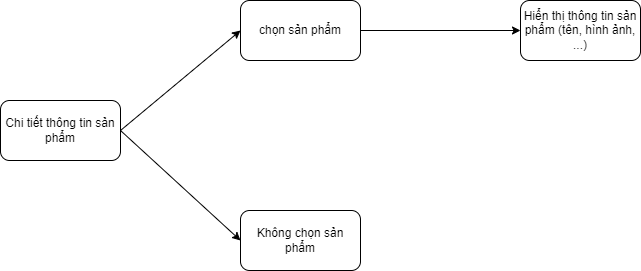 chọn sản phẩm
Hiển thị thông tin sản
phẩm (tên, hình ảnh,
...)
Chi tiết thông tin sản
phẩm
Không chọn sản
phẩm